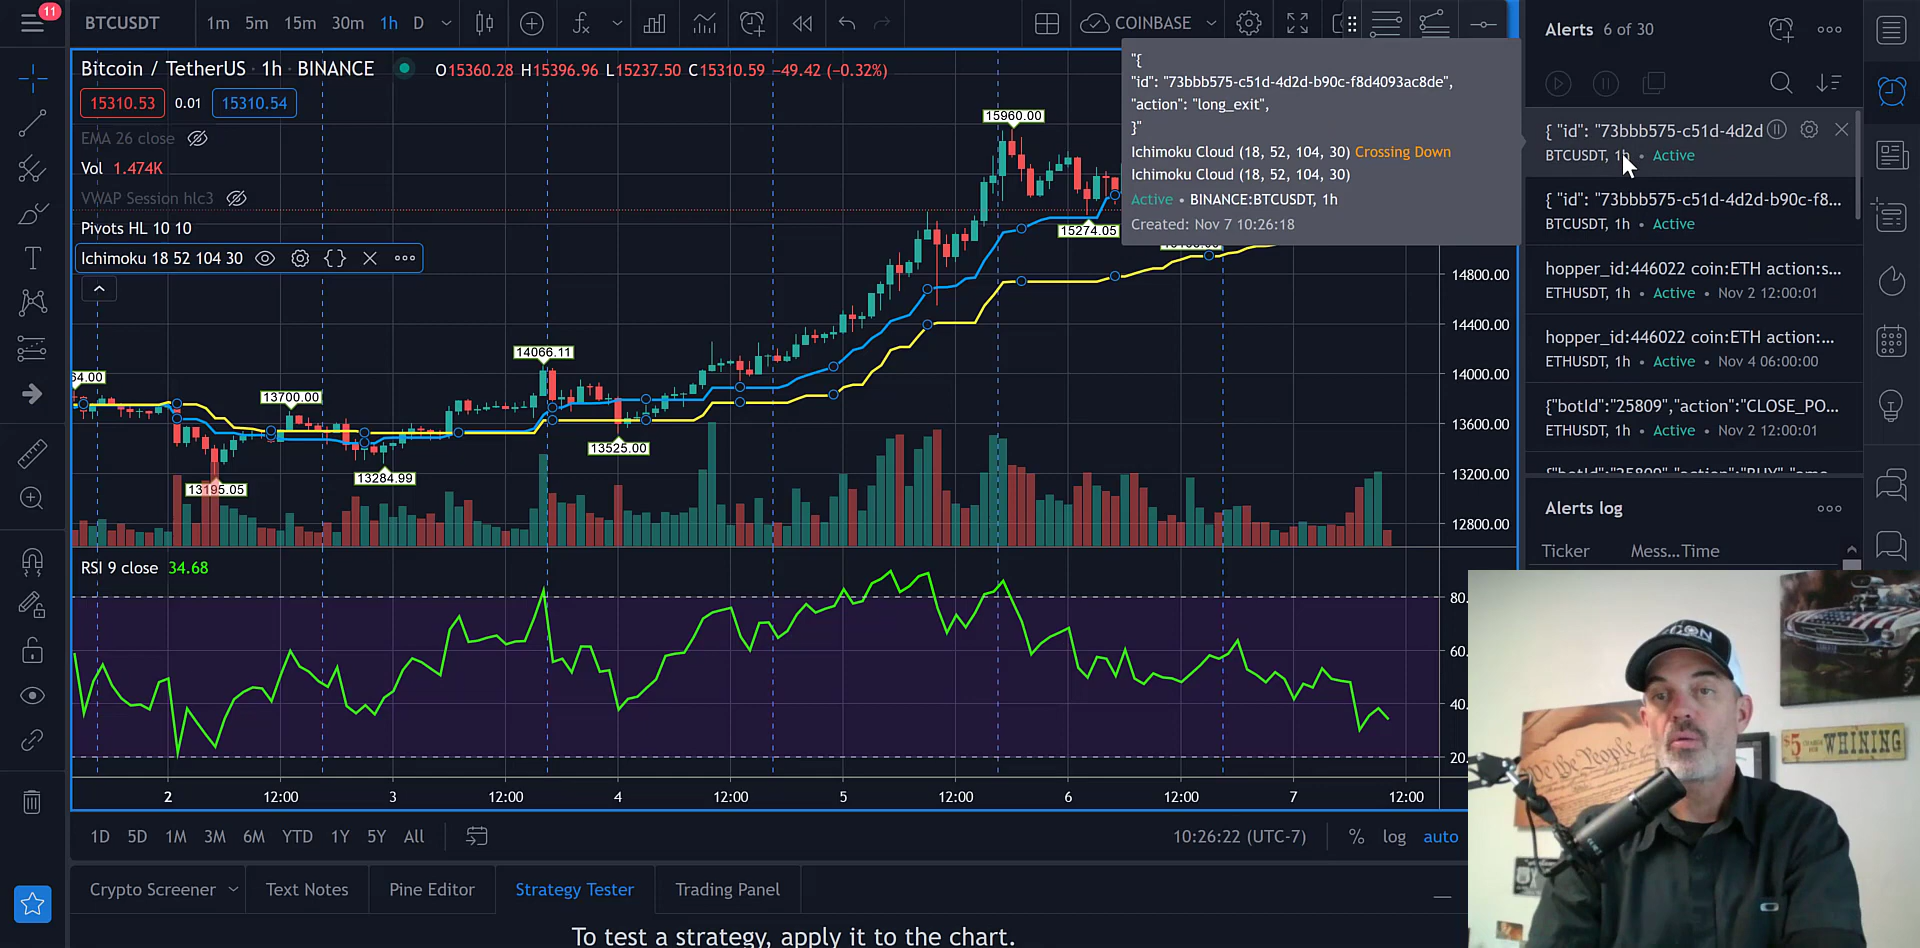 11
BTCUSDT
1m 5m 15m 30m 1h D
COINBASE
Bitcoin / TetherUS · 1h · BINANCE
O15360.28 H15396.96 L15237.50 C15310.59 −49.42 (−0.32%)
15310.53 0.01 15310.54
EMA 26 close
Vol 1.474K
VWAP Session hlc3
Pivots HL 10 10
Ichimoku 18 52 104 30
"{
"id": "73bbb575-c51d-4d2d-b90c-f8d4093ac8de",
"action": "long_exit",
}"
Ichimoku Cloud (18, 52, 104, 30) Crossing Down
Ichimoku Cloud (18, 52, 104, 30)
Active • BINANCE:BTCUSDT, 1h
Created: Nov 7 10:26:18
15960.00
15274.05
14066.11
64.00
13700.00
13525.00
13284.99
13195.05
14800.00
14400.00
14000.00
13600.00
13200.00
12800.00
RSI 9 close 34.68
80.
60.
40.
20.
2 12:00 3 12:00 4 12:00 5 12:00 6 12:00 7 12:00
1D 5D 1M 3M 6M YTD 1Y 5Y All
10:26:22 (UTC-7) % log auto
Crypto Screener Text Notes Pine Editor Strategy Tester Trading Panel
To test a strategy, apply it to the chart.
Alerts 6 of 30
{ "id": "73bbb575-c51d-4d2d
BTCUSDT, 1h • Active
{ "id": "73bbb575-c51d-4d2d-b90c-f8...
BTCUSDT, 1h • Active
hopper_id:446022 coin:ETH action:s...
ETHUSDT, 1h • Active • Nov 2 12:00:01
hopper_id:446022 coin:ETH action:...
ETHUSDT, 1h • Active • Nov 4 06:00:00
{"botId":"25809","action":"CLOSE_PO...
ETHUSDT, 1h • Active • Nov 2 12:00:01
Alerts log
Ticker Mess...Time
We the People
$5 WHINING